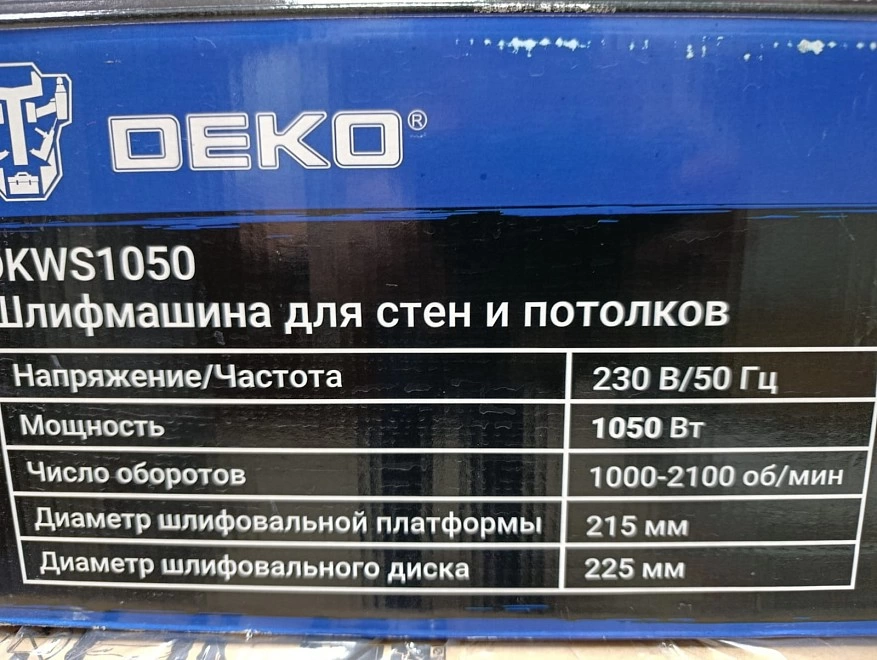 DEKO®
DKWS1050
Шлифмашина для стен и потолков
Напряжение/Частота 230 В/50 Гц
Мощность 1050 Вт
Число оборотов 1000-2100 об/мин
Диаметр шлифовальной платформы 215 мм
Диаметр шлифовального диска 225 мм